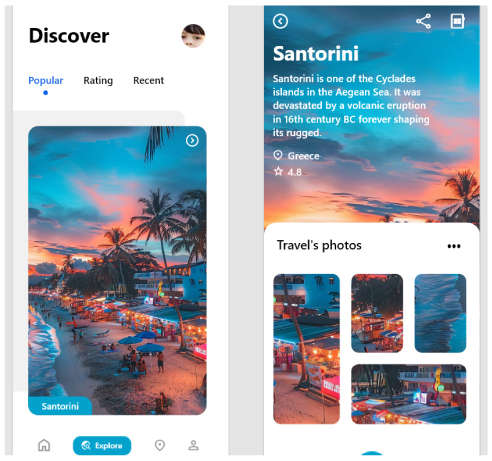 Discover
Popular
Rating
Recent
Santorini
Explore
Santorini
Santorini is one of the Cyclades
islands in the Aegean Sea. It was
devastated by a volcanic eruption
in 16th century BC forever shaping
its rugged.
Greece
4.8
Travel's photos